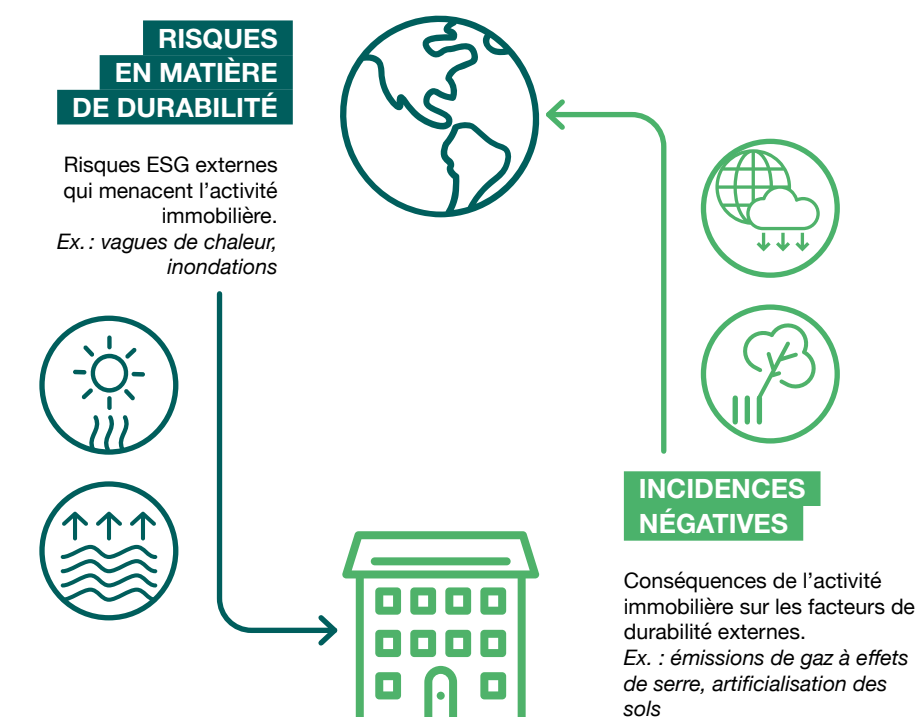 RISQUES
EN MATIÈRE
DE DURABILITÉ
Risques ESG externes
qui menacent l’activité
immobilière.
Ex. : vagues de chaleur,
inondations
INCIDENCES
NÉGATIVES
Conséquences de l’activité
immobilière sur les facteurs de
durabilité externes.
Ex. : émissions de gaz à effets
de serre, artificialisation des
sols